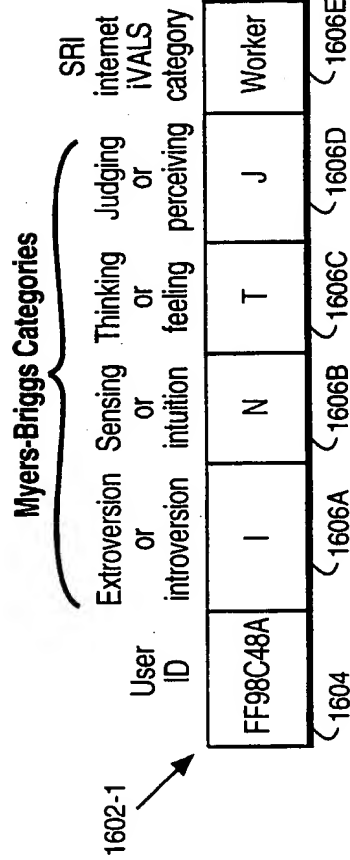 Myers-Briggs Categories
User
ID
Extroversion
or
introversion
Sensing
or
intuition
Thinking
or
feeling
Judging
or
perceiving
SRI
internet
iVALS
category
1602-1
FF98C48A
I
N
T
J
Worker
1604
1606A
1606B
1606C
1606D
1606E